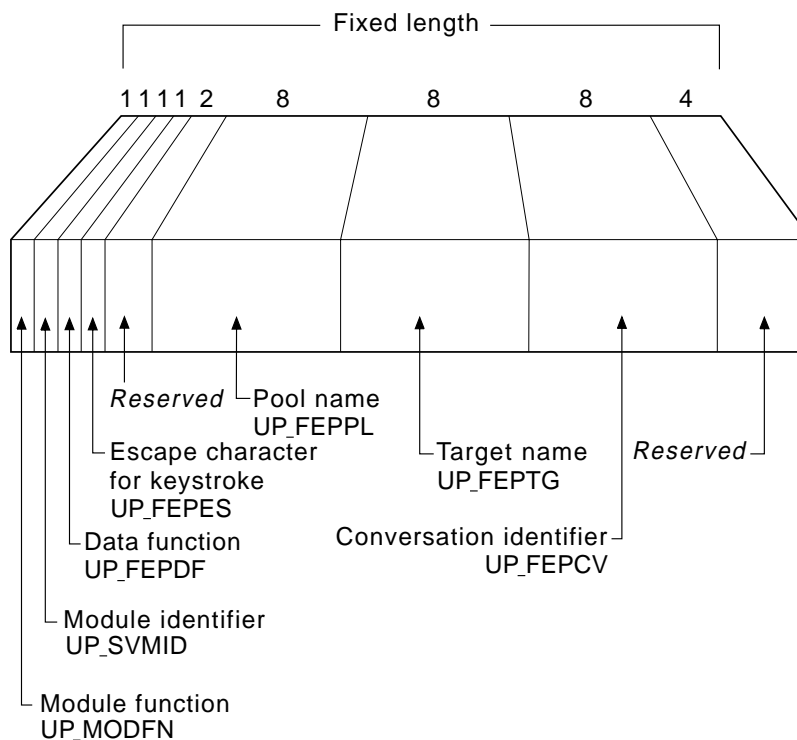 Fixed length
1 1 1 1 2 8 8 8 4
Reserved
Pool name
UP_FEPPL
Escape character
for keystroke
UP_FEPES
Target name
UP_FEPTG
Reserved
Data function
UP_FEPDF
Conversation identifier
UP_FEPCV
Module identifier
UP_SVMID
Module function
UP_MODFN